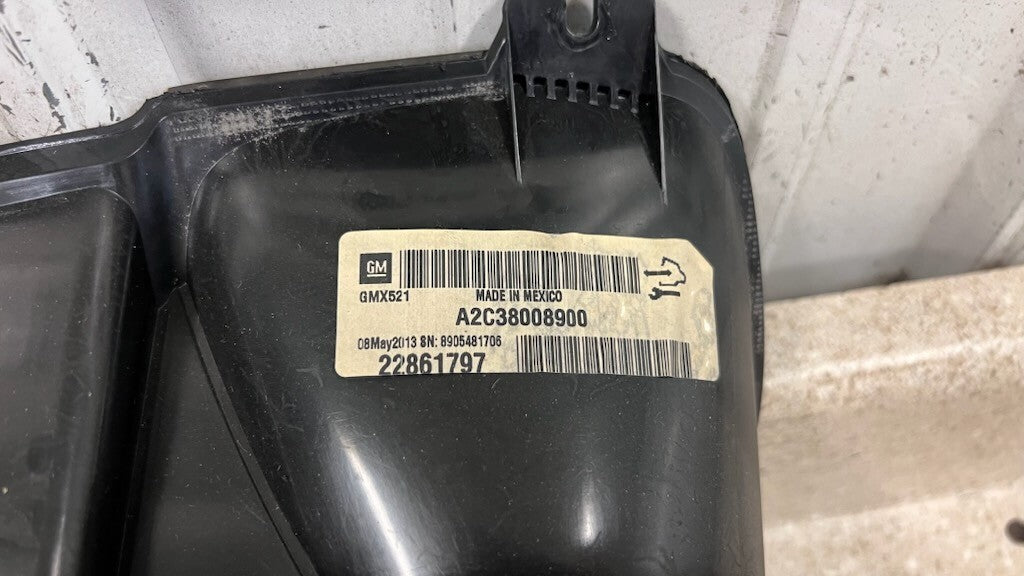 GM
GMX521 MADE IN MEXICO
A2C38008900
08May2013 SN: 8905481706
22861797